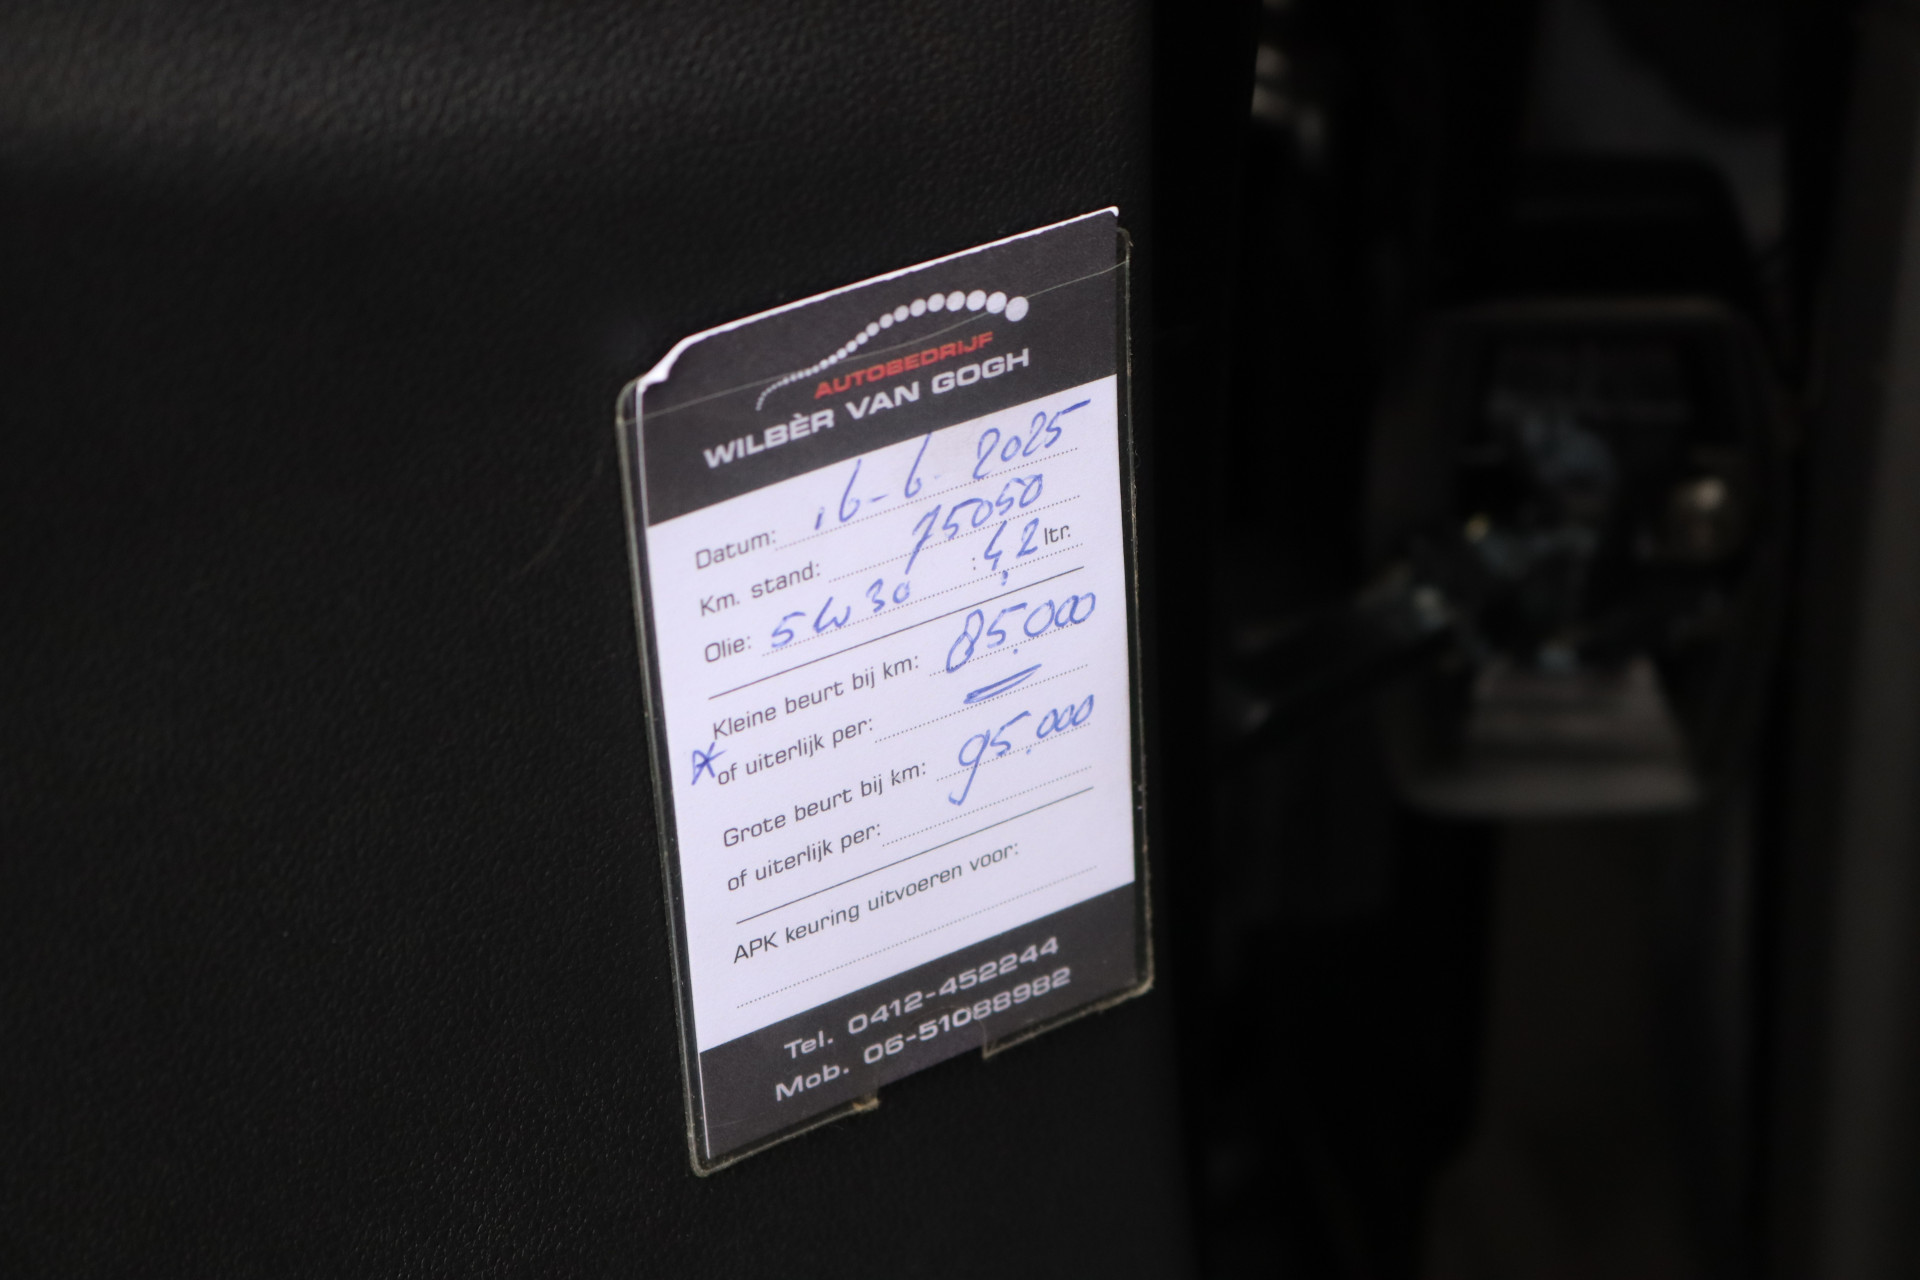 AUTOBEDRIJF
WILBÈR VAN GOGH
Datum: 16-6-2025
Km. stand: 75050
Olie: 5W30 : 4,2 ltr.
Kleine beurt bij km: 85.000
of uiterlijk per:
Grote beurt bij km: 95.000
of uiterlijk per:
APK keuring uitvoeren voor:
Tel. 0412-452244
Mob. 06-51088982